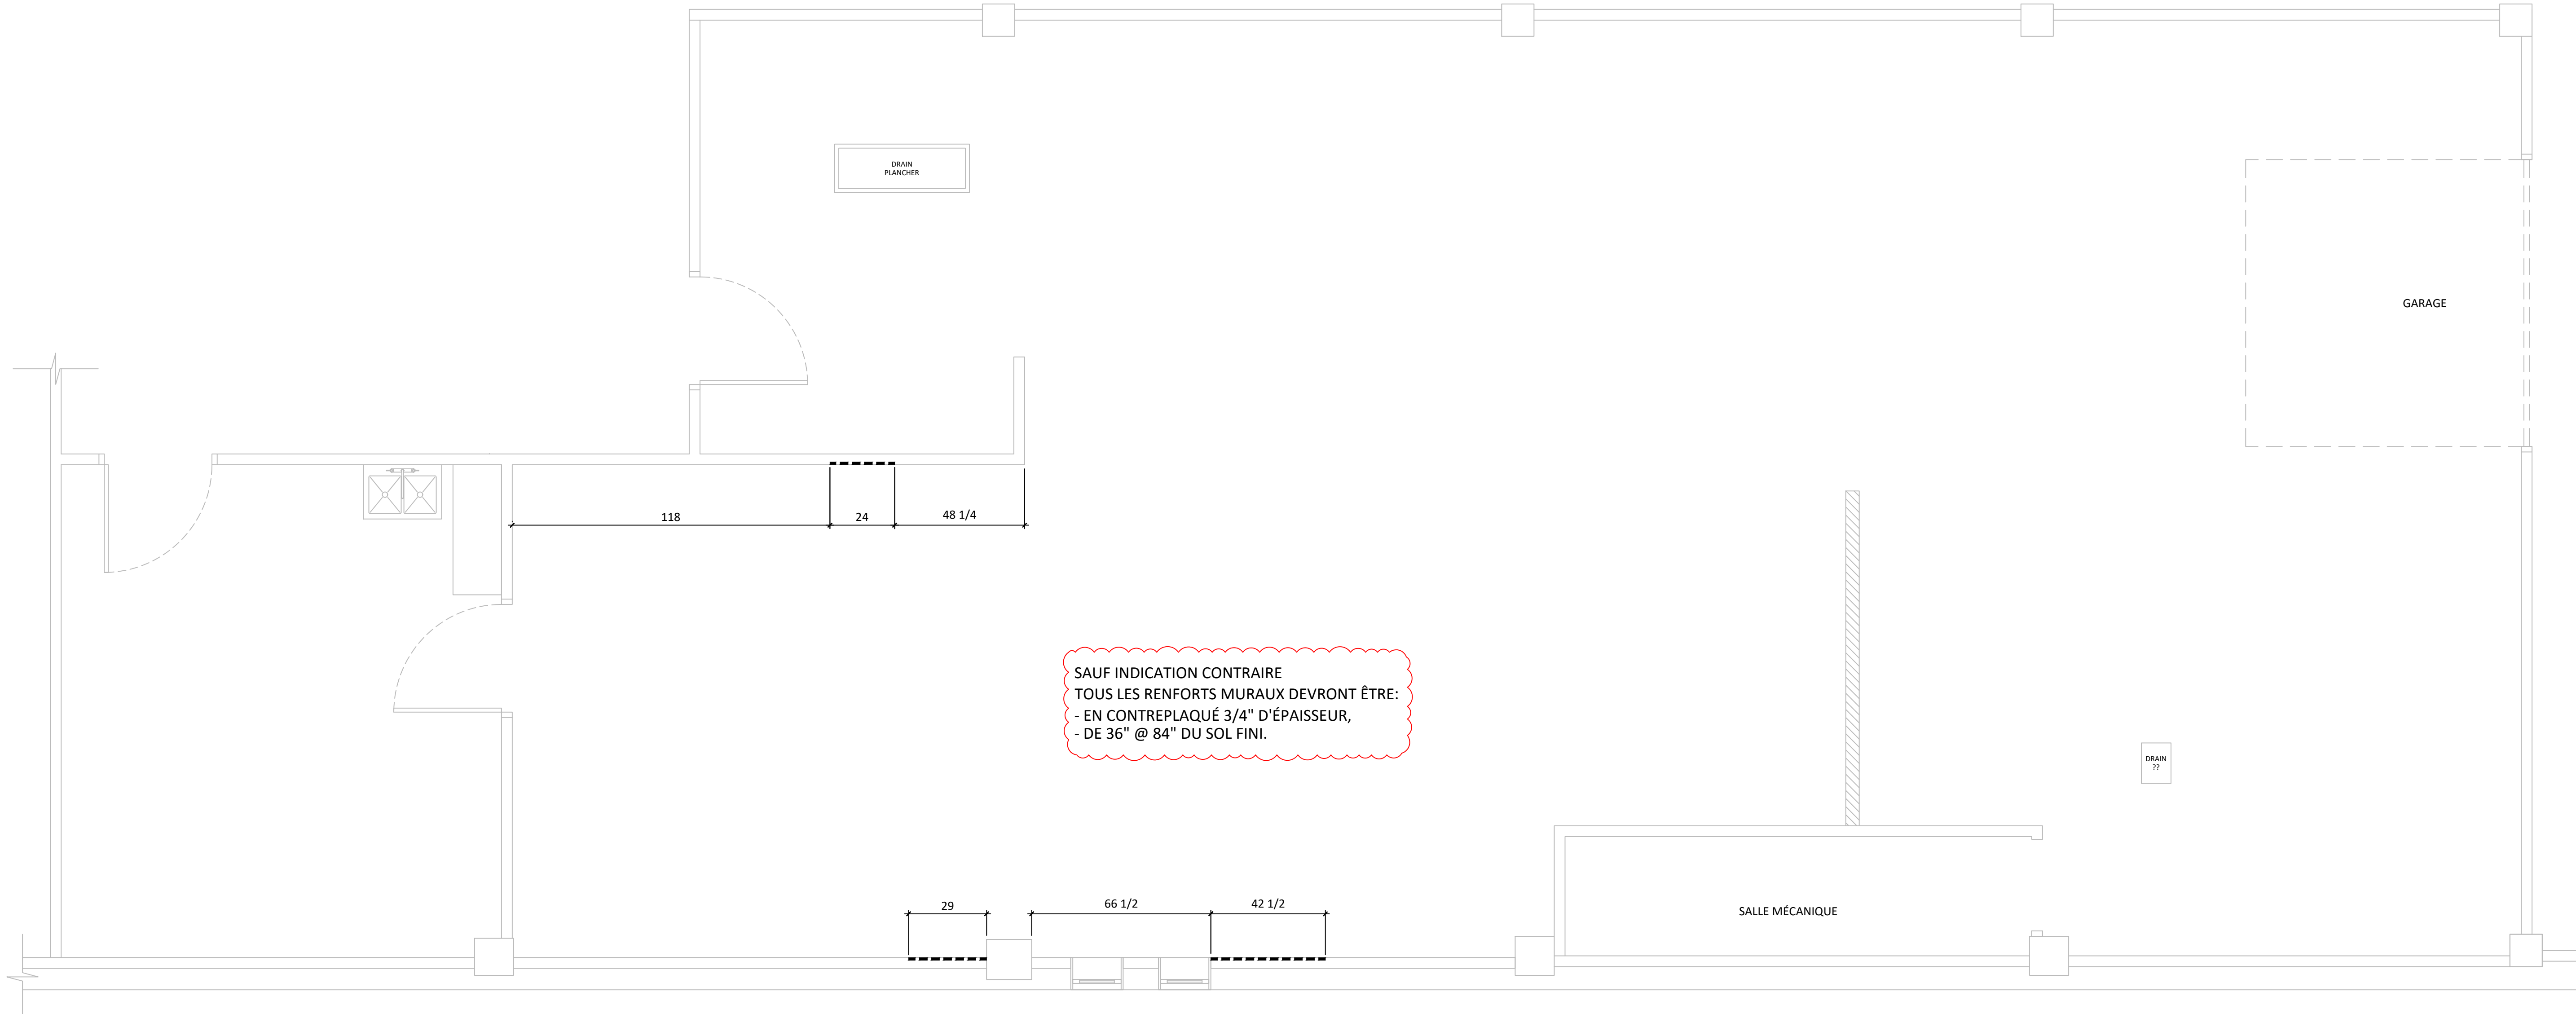 DRAIN
PLANCHER
GARAGE
118
24
48 1/4
SAUF INDICATION CONTRAIRE
TOUS LES RENFORTS MURAUX DEVRONT ÊTRE:
- EN CONTREPLAQUÉ 3/4" D'ÉPAISSEUR,
- DE 36" @ 84" DU SOL FINI.
DRAIN
??
29
66 1/2
42 1/2
SALLE MÉCANIQUE